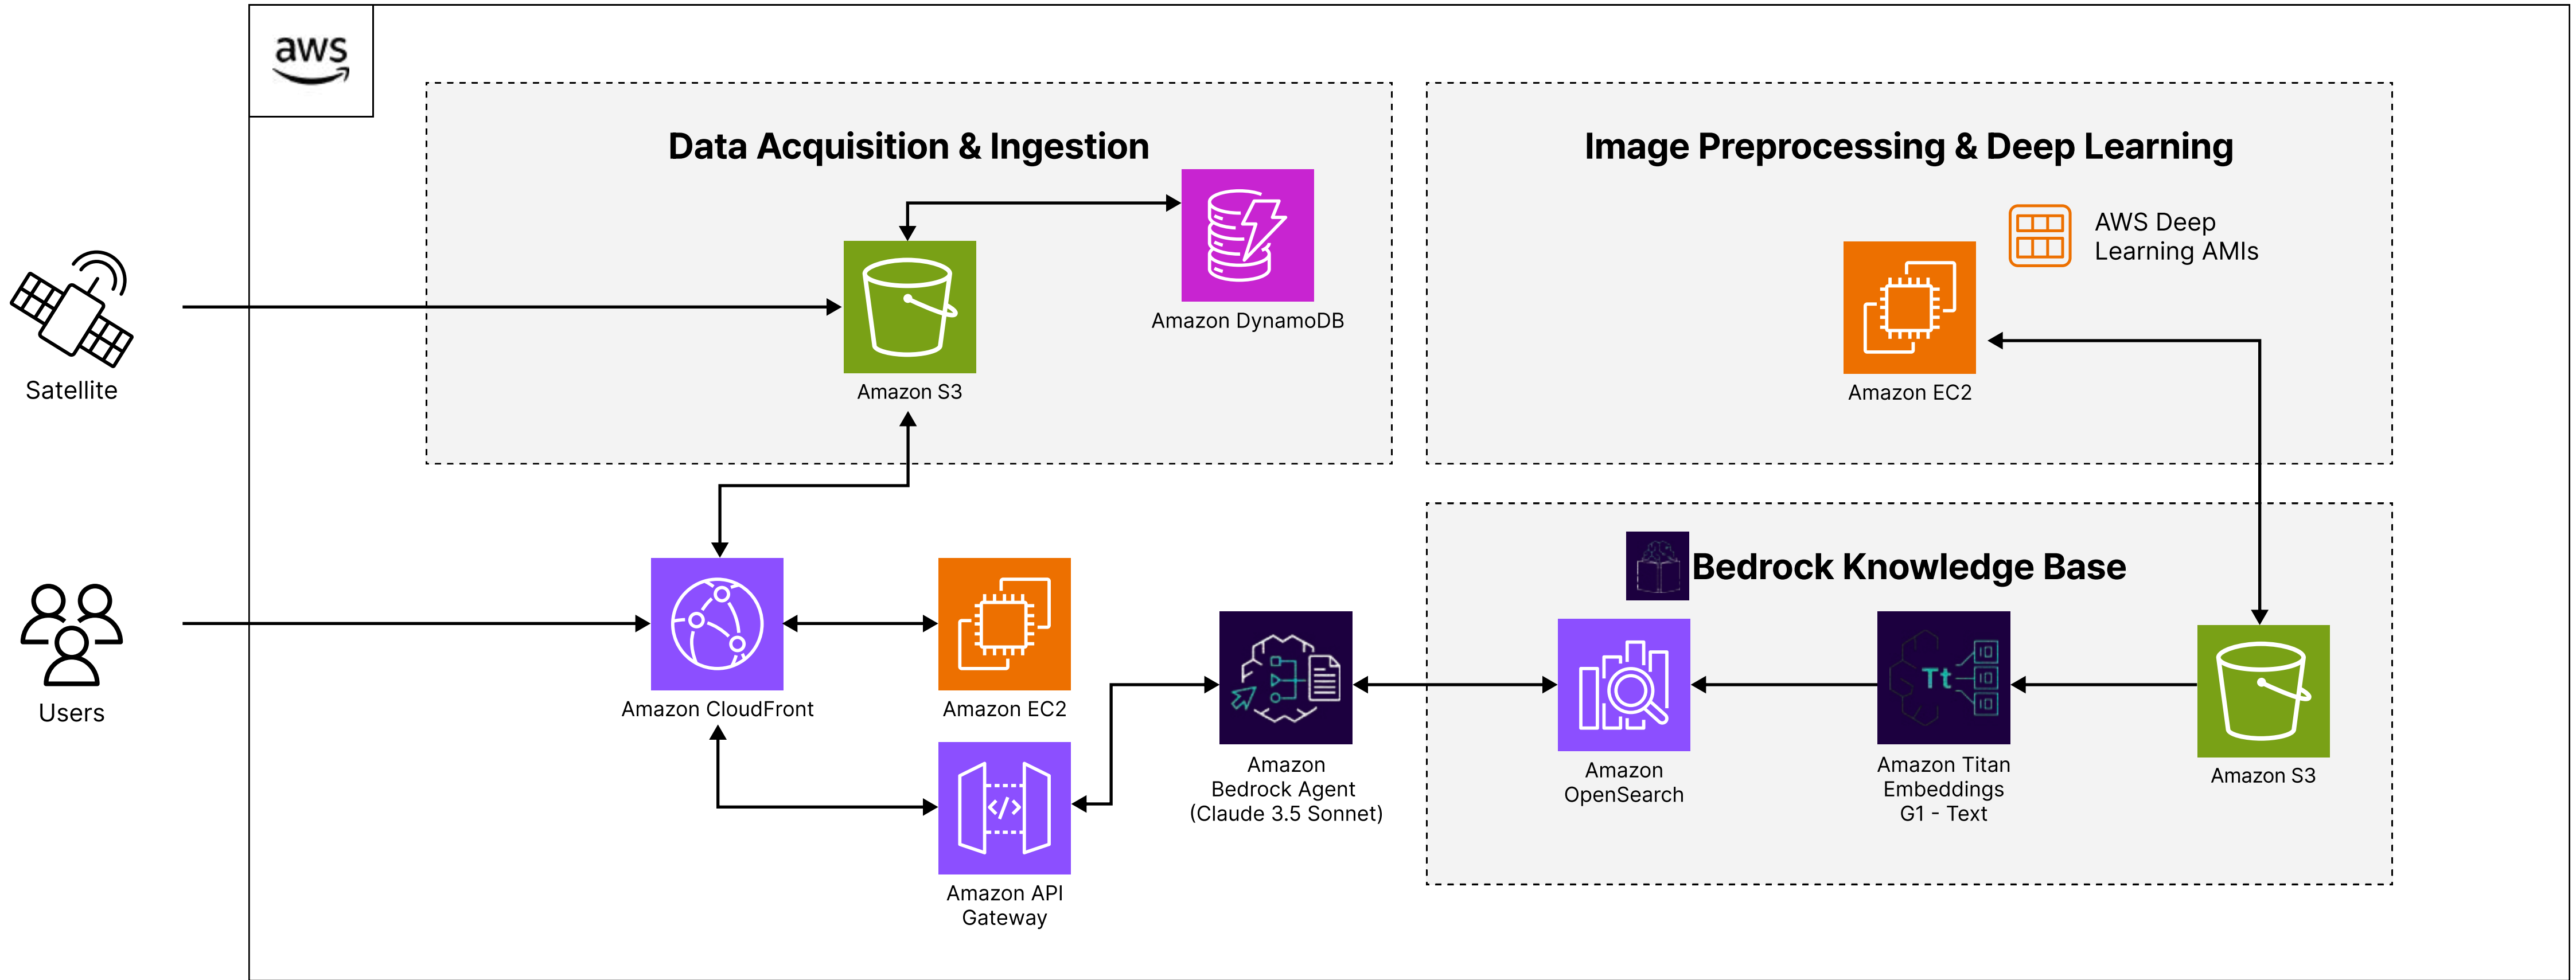 aws
Data Acquisition & Ingestion
Image Preprocessing & Deep Learning
Amazon DynamoDB
AWS Deep
Learning AMIs
Satellite
Amazon S3
Amazon EC2
Bedrock Knowledge Base
Users
Amazon CloudFront
Amazon EC2
Tt
Amazon
Bedrock Agent
(Claude 3.5 Sonnet)
Amazon
OpenSearch
Amazon Titan
Embeddings
G1 - Text
Amazon S3
</>
Amazon API
Gateway